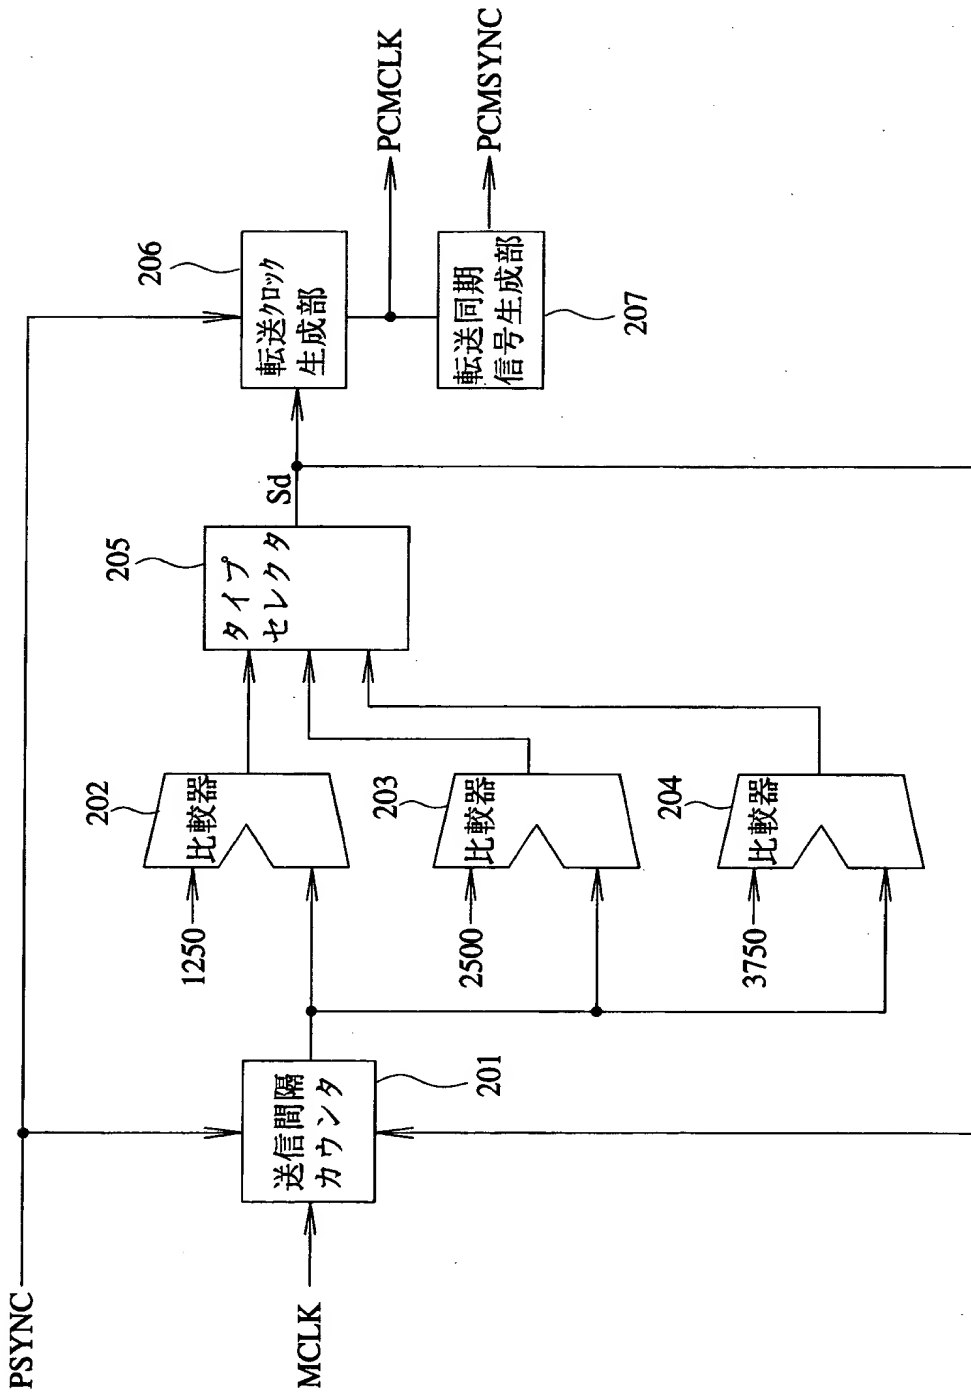 PSYNC
MCLK
送信間隔
カウンタ
201
1250
比較器
202
2500
比較器
203
3750
比較器
204
タイプ
セレクタ
205
Sd
転送クロック
生成部
206
転送同期
信号生成部
207
PCMCLK
PCMSYNC